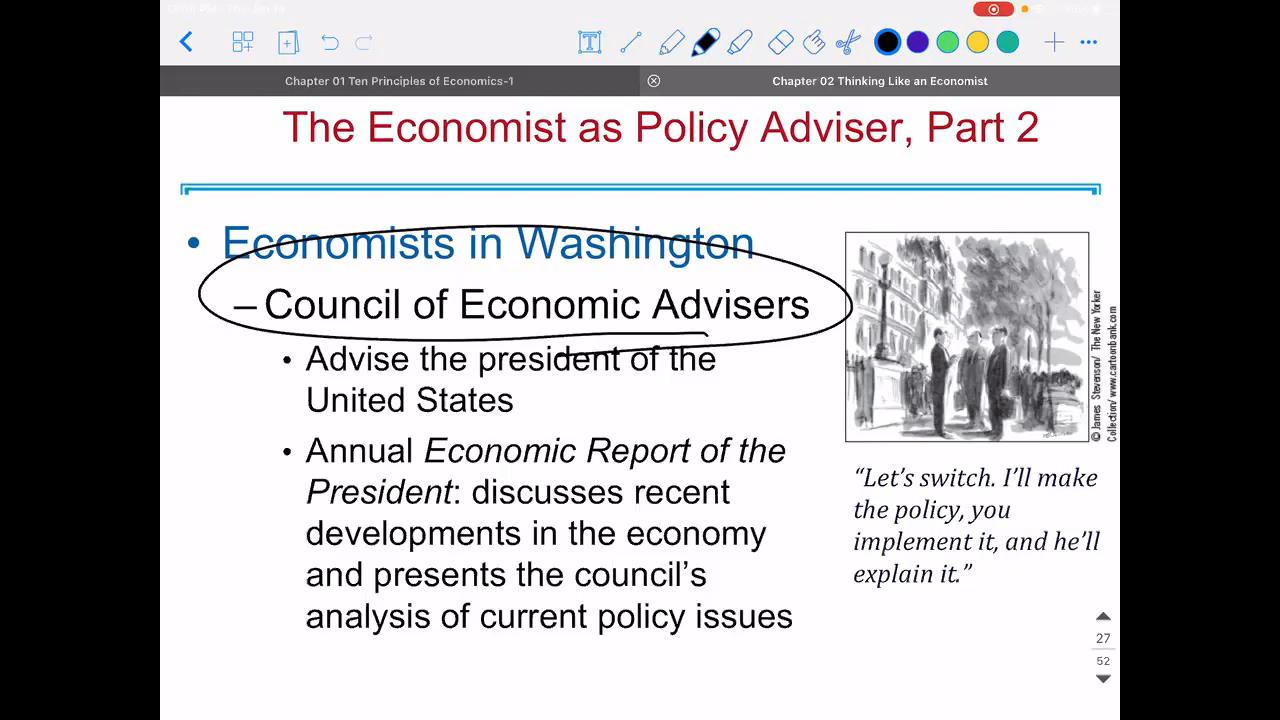 Chapter 01 Ten Principles of Economics-1
Chapter 02 Thinking Like an Economist
The Economist as Policy Adviser, Part 2
• Economists in Washington
– Council of Economic Advisers
• Advise the president of the
United States
• Annual Economic Report of the
President: discusses recent
developments in the economy
and presents the council’s
analysis of current policy issues
© James Stevenson/ The New Yorker
Collection/ www.cartoonbank.com
“Let’s switch. I’ll make
the policy, you
implement it, and he’ll
explain it.”
27
52